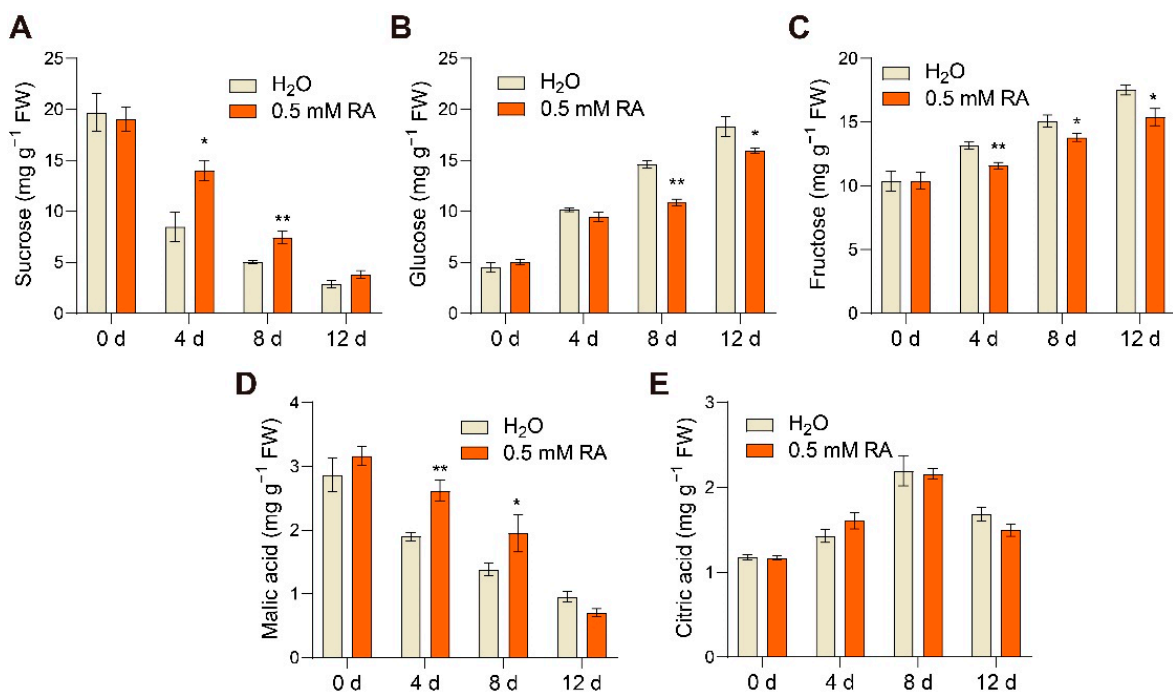 A
Sucrose (mg g⁻¹ FW)
25
20
15
10
5
0
H₂O
0.5 mM RA
*
**
0 d 4 d 8 d 12 d
B
Glucose (mg g⁻¹ FW)
25
20
15
10
5
0
H₂O
0.5 mM RA
**
*
0 d 4 d 8 d 12 d
C
Fructose (mg g⁻¹ FW)
20
15
10
5
0
H₂O
0.5 mM RA
**
*
*
0 d 4 d 8 d 12 d
D
Malic acid (mg g⁻¹ FW)
4
3
2
1
0
H₂O
0.5 mM RA
**
*
0 d 4 d 8 d 12 d
E
Citric acid (mg g⁻¹ FW)
3
2
1
0
H₂O
0.5 mM RA
0 d 4 d 8 d 12 d